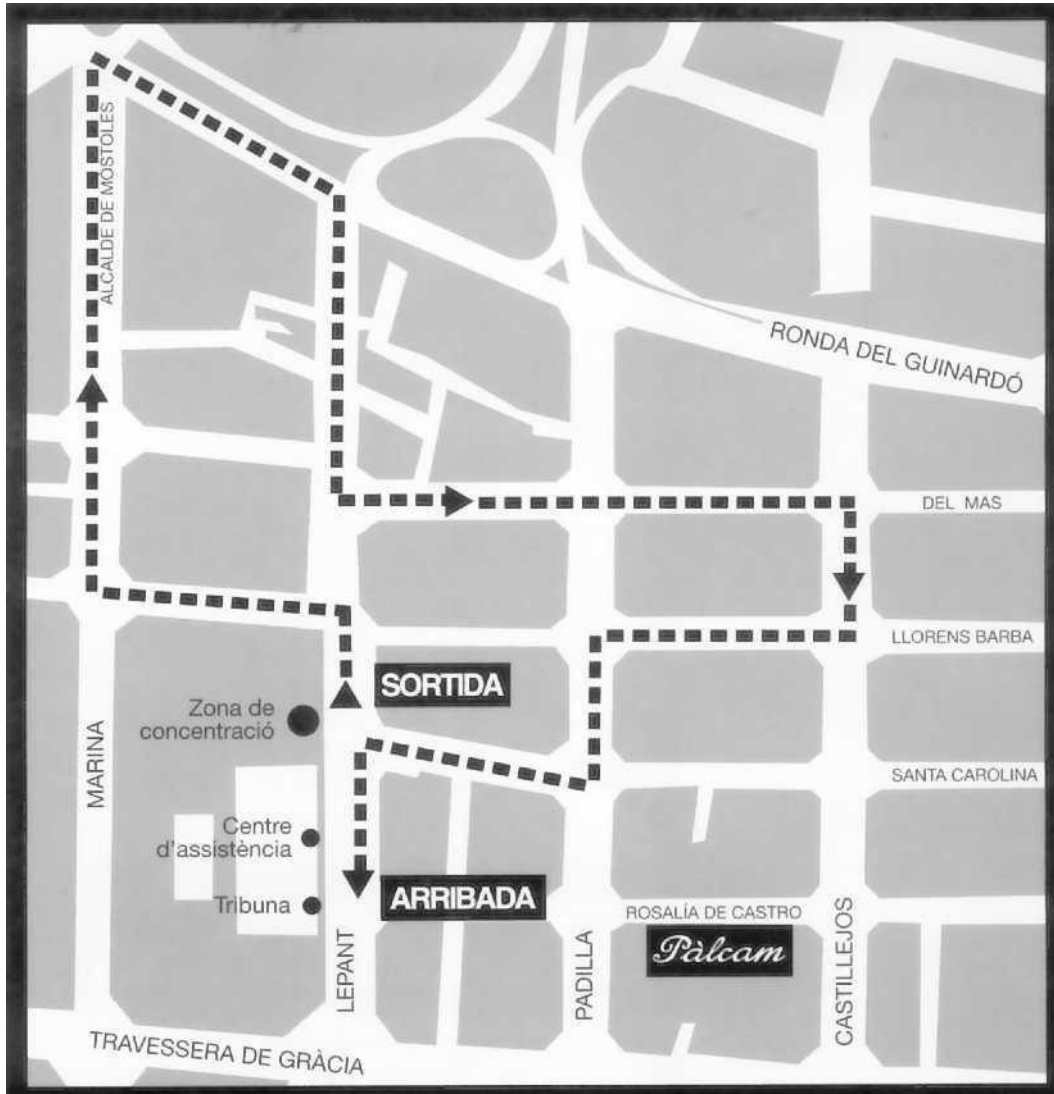 ALCALDE DE MOSTOLES
RONDA DEL GUINARDÓ
DEL MAS
LLORENS BARBA
SORTIDA
Zona de
concentració
MARINA
SANTA CAROLINA
Centre
d'assistència
ARRIBADA
Tribuna
ROSALÍA DE CASTRO
Pàlcam
LEPANT
PADILLA
CASTILLEJOS
TRAVESSERA DE GRÀCIA